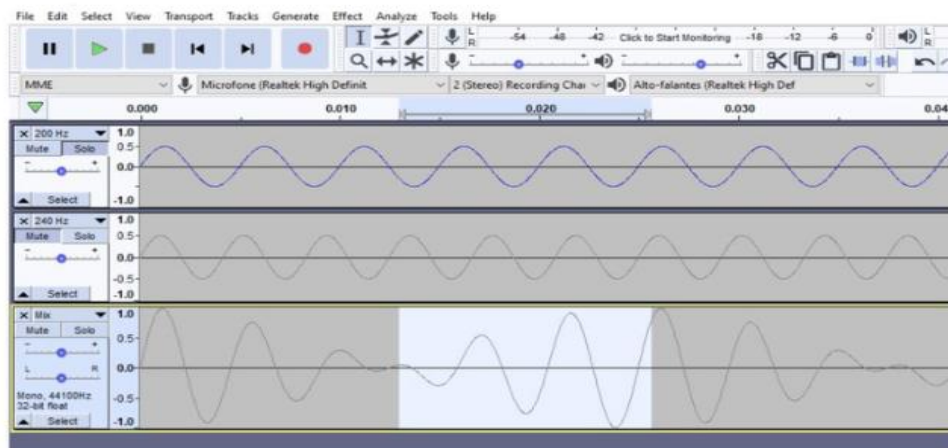 File Edit Select View Transport Tracks Generate Effect Analyze Tools Help
L R -54 -48 -42 Click to Start Monitoring -18 -12 -6 0 L R
MME Microfone (Realtek High Definit 2 (Stereo) Recording Chai Alto-falantes (Realtek High Def
0.000 0.010 0.020 0.030 0.04
200 Hz 1.0
Mute Solo 0.5
- + 0.0
Select -1.0
240 Hz 1.0
Mute Solo 0.5
- + 0.0
-0.5
Select -1.0
Mix 1.0
Mute Solo 0.5
- +
L R 0.0
Mono, 44100Hz
32-bit float -0.5
Select -1.0